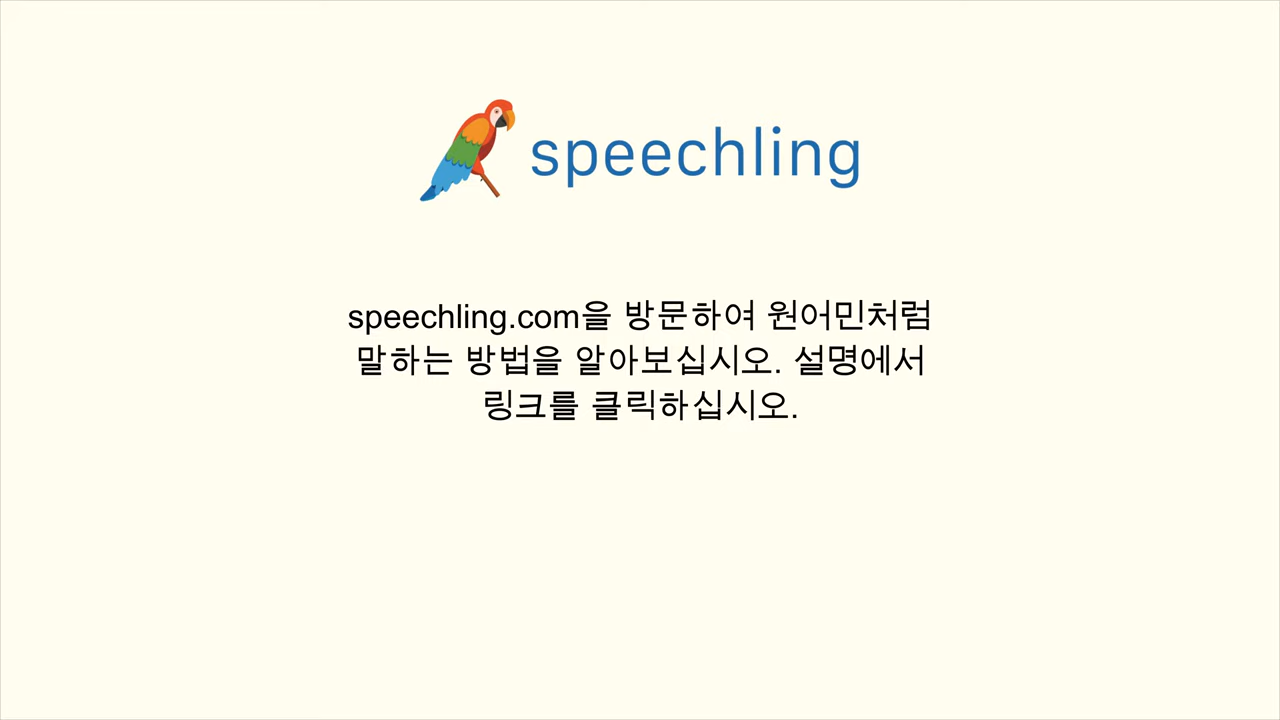 speechling
speechling.com을 방문하여 원어민처럼
말하는 방법을 알아보십시오. 설명에서
링크를 클릭하십시오.